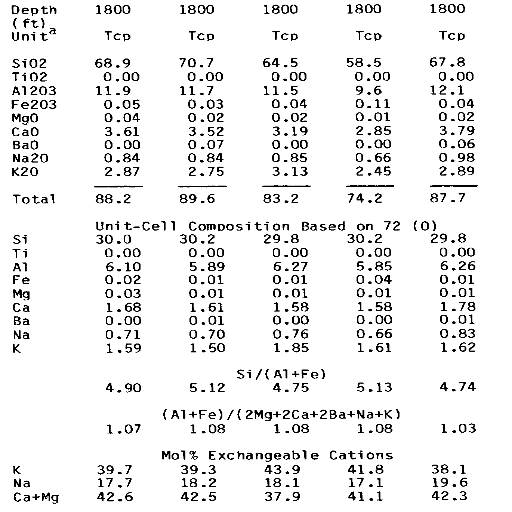 Depth 1800 1800 1800 1800 1800
(ft)
Unitᵃ Tcp Tcp Tcp Tcp Tcp
SiO2 68.9 70.7 64.5 58.5 67.8
TiO2 0.00 0.00 0.00 0.00 0.00
Al2O3 11.9 11.7 11.5 9.6 12.1
Fe2O3 0.05 0.03 0.04 0.11 0.04
MgO 0.04 0.02 0.02 0.01 0.02
CaO 3.61 3.52 3.19 2.85 3.79
BaO 0.00 0.07 0.00 0.00 0.06
Na2O 0.84 0.84 0.85 0.66 0.98
K2O 2.87 2.75 3.13 2.45 2.89
Total 88.2 89.6 83.2 74.2 87.7
Unit-Cell Composition Based on 72 (O)
Si 30.0 30.2 29.8 30.2 29.8
Ti 0.00 0.00 0.00 0.00 0.00
Al 6.10 5.89 6.27 5.85 6.26
Fe 0.02 0.01 0.01 0.04 0.01
Mg 0.03 0.01 0.01 0.01 0.01
Ca 1.68 1.61 1.58 1.58 1.78
Ba 0.00 0.01 0.00 0.00 0.01
Na 0.71 0.70 0.76 0.66 0.83
K 1.59 1.50 1.85 1.61 1.62
Si/(Al+Fe)
4.90 5.12 4.75 5.13 4.74
(Al+Fe)/(2Mg+2Ca+2Ba+Na+K)
1.07 1.08 1.08 1.08 1.03
Mol% Exchangeable Cations
K 39.7 39.3 43.9 41.8 38.1
Na 17.7 18.2 18.1 17.1 19.6
Ca+Mg 42.6 42.5 37.9 41.1 42.3